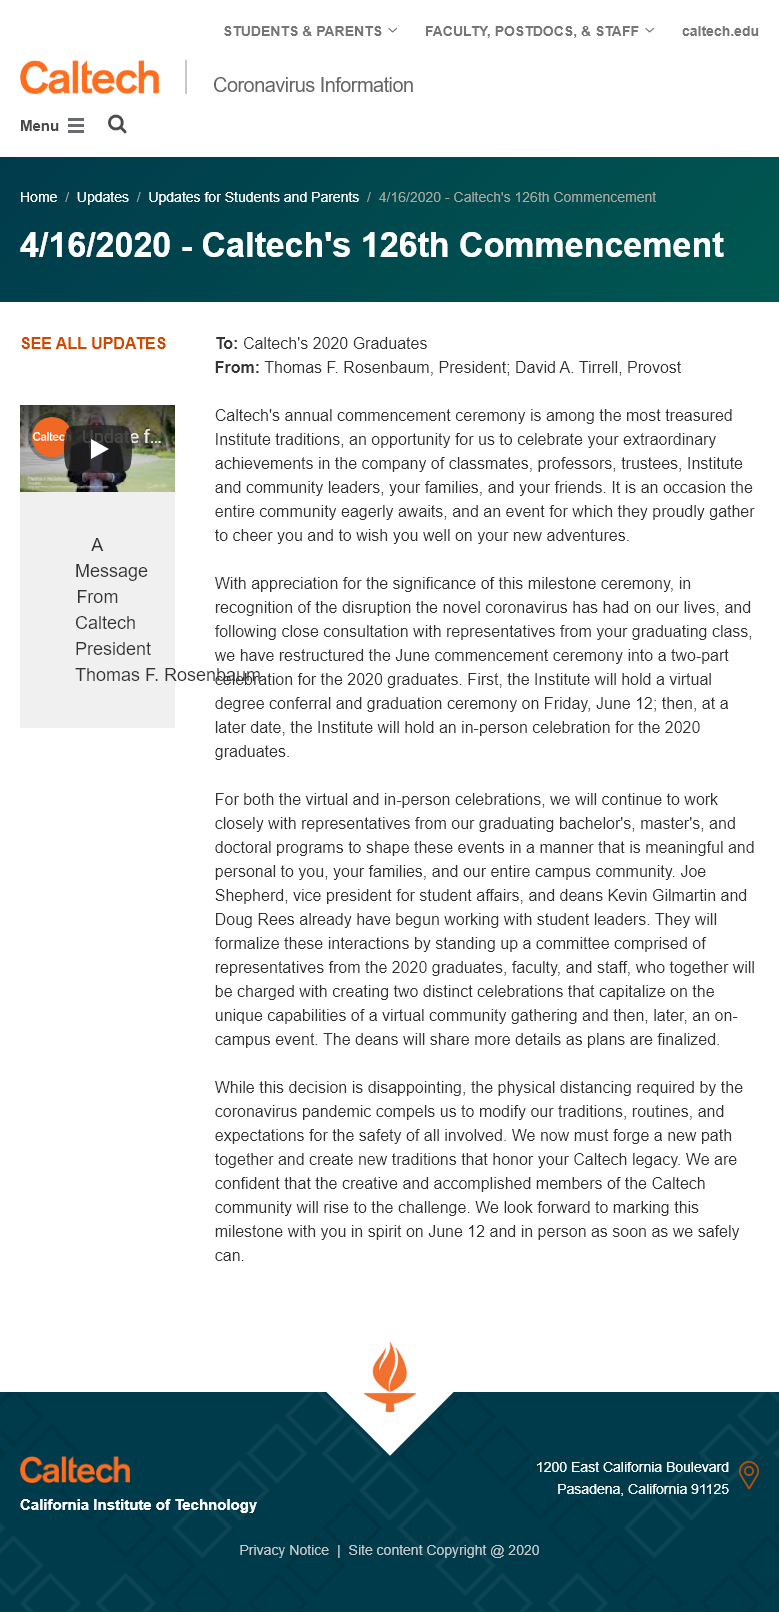 STUDENTS & PARENTS
FACULTY, POSTDOCS, & STAFF
caltech.edu
Caltech
Coronavirus Information
Menu
Home / Updates / Updates for Students and Parents / 4/16/2020 - Caltech's 126th Commencement
4/16/2020 - Caltech's 126th Commencement
SEE ALL UPDATES
Caltech
Update f...
A
Message
From
Caltech
President
Thomas F. Rosenbaum
To: Caltech's 2020 Graduates
From: Thomas F. Rosenbaum, President; David A. Tirrell, Provost
Caltech's annual commencement ceremony is among the most treasured
Institute traditions, an opportunity for us to celebrate your extraordinary
achievements in the company of classmates, professors, trustees, Institute
and community leaders, your families, and your friends. It is an occasion the
entire community eagerly awaits, and an event for which they proudly gather
to cheer you and to wish you well on your new adventures.
With appreciation for the significance of this milestone ceremony, in
recognition of the disruption the novel coronavirus has had on our lives, and
following close consultation with representatives from your graduating class,
we have restructured the June commencement ceremony into a two-part
celebration for the 2020 graduates. First, the Institute will hold a virtual
degree conferral and graduation ceremony on Friday, June 12; then, at a
later date, the Institute will hold an in-person celebration for the 2020
graduates.
For both the virtual and in-person celebrations, we will continue to work
closely with representatives from our graduating bachelor's, master's, and
doctoral programs to shape these events in a manner that is meaningful and
personal to you, your families, and our entire campus community. Joe
Shepherd, vice president for student affairs, and deans Kevin Gilmartin and
Doug Rees already have begun working with student leaders. They will
formalize these interactions by standing up a committee comprised of
representatives from the 2020 graduates, faculty, and staff, who together will
be charged with creating two distinct celebrations that capitalize on the
unique capabilities of a virtual community gathering and then, later, an on-
campus event. The deans will share more details as plans are finalized.
While this decision is disappointing, the physical distancing required by the
coronavirus pandemic compels us to modify our traditions, routines, and
expectations for the safety of all involved. We now must forge a new path
together and create new traditions that honor your Caltech legacy. We are
confident that the creative and accomplished members of the Caltech
community will rise to the challenge. We look forward to marking this
milestone with you in spirit on June 12 and in person as soon as we safely
can.
Caltech
California Institute of Technology
1200 East California Boulevard
Pasadena, California 91125
Privacy Notice | Site content Copyright @ 2020